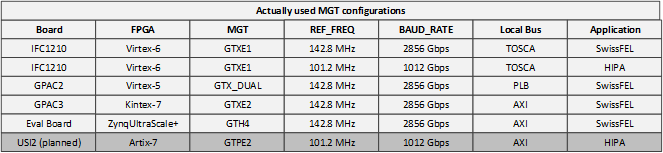 Actually used MGT configurations
Board FPGA MGT REF_FREQ BAUD_RATE Local Bus Application
IFC1210 Virtex-6 GTXE1 142.8 MHz 2856 Gbps TOSCA SwissFEL
IFC1210 Virtex-6 GTXE1 101.2 MHz 1012 Gbps TOSCA HIPA
GPAC2 Virtex-5 GTX_DUAL 142.8 MHz 2856 Gbps PLB SwissFEL
GPAC3 Kintex-7 GTXE2 142.8 MHz 2856 Gbps AXI SwissFEL
Eval Board ZynqUltraScale+ GTH4 142.8 MHz 2856 Gbps AXI SwissFEL
USI2 (planned) Artix-7 GTPE2 101.2 MHz 1012 Gbps AXI HIPA